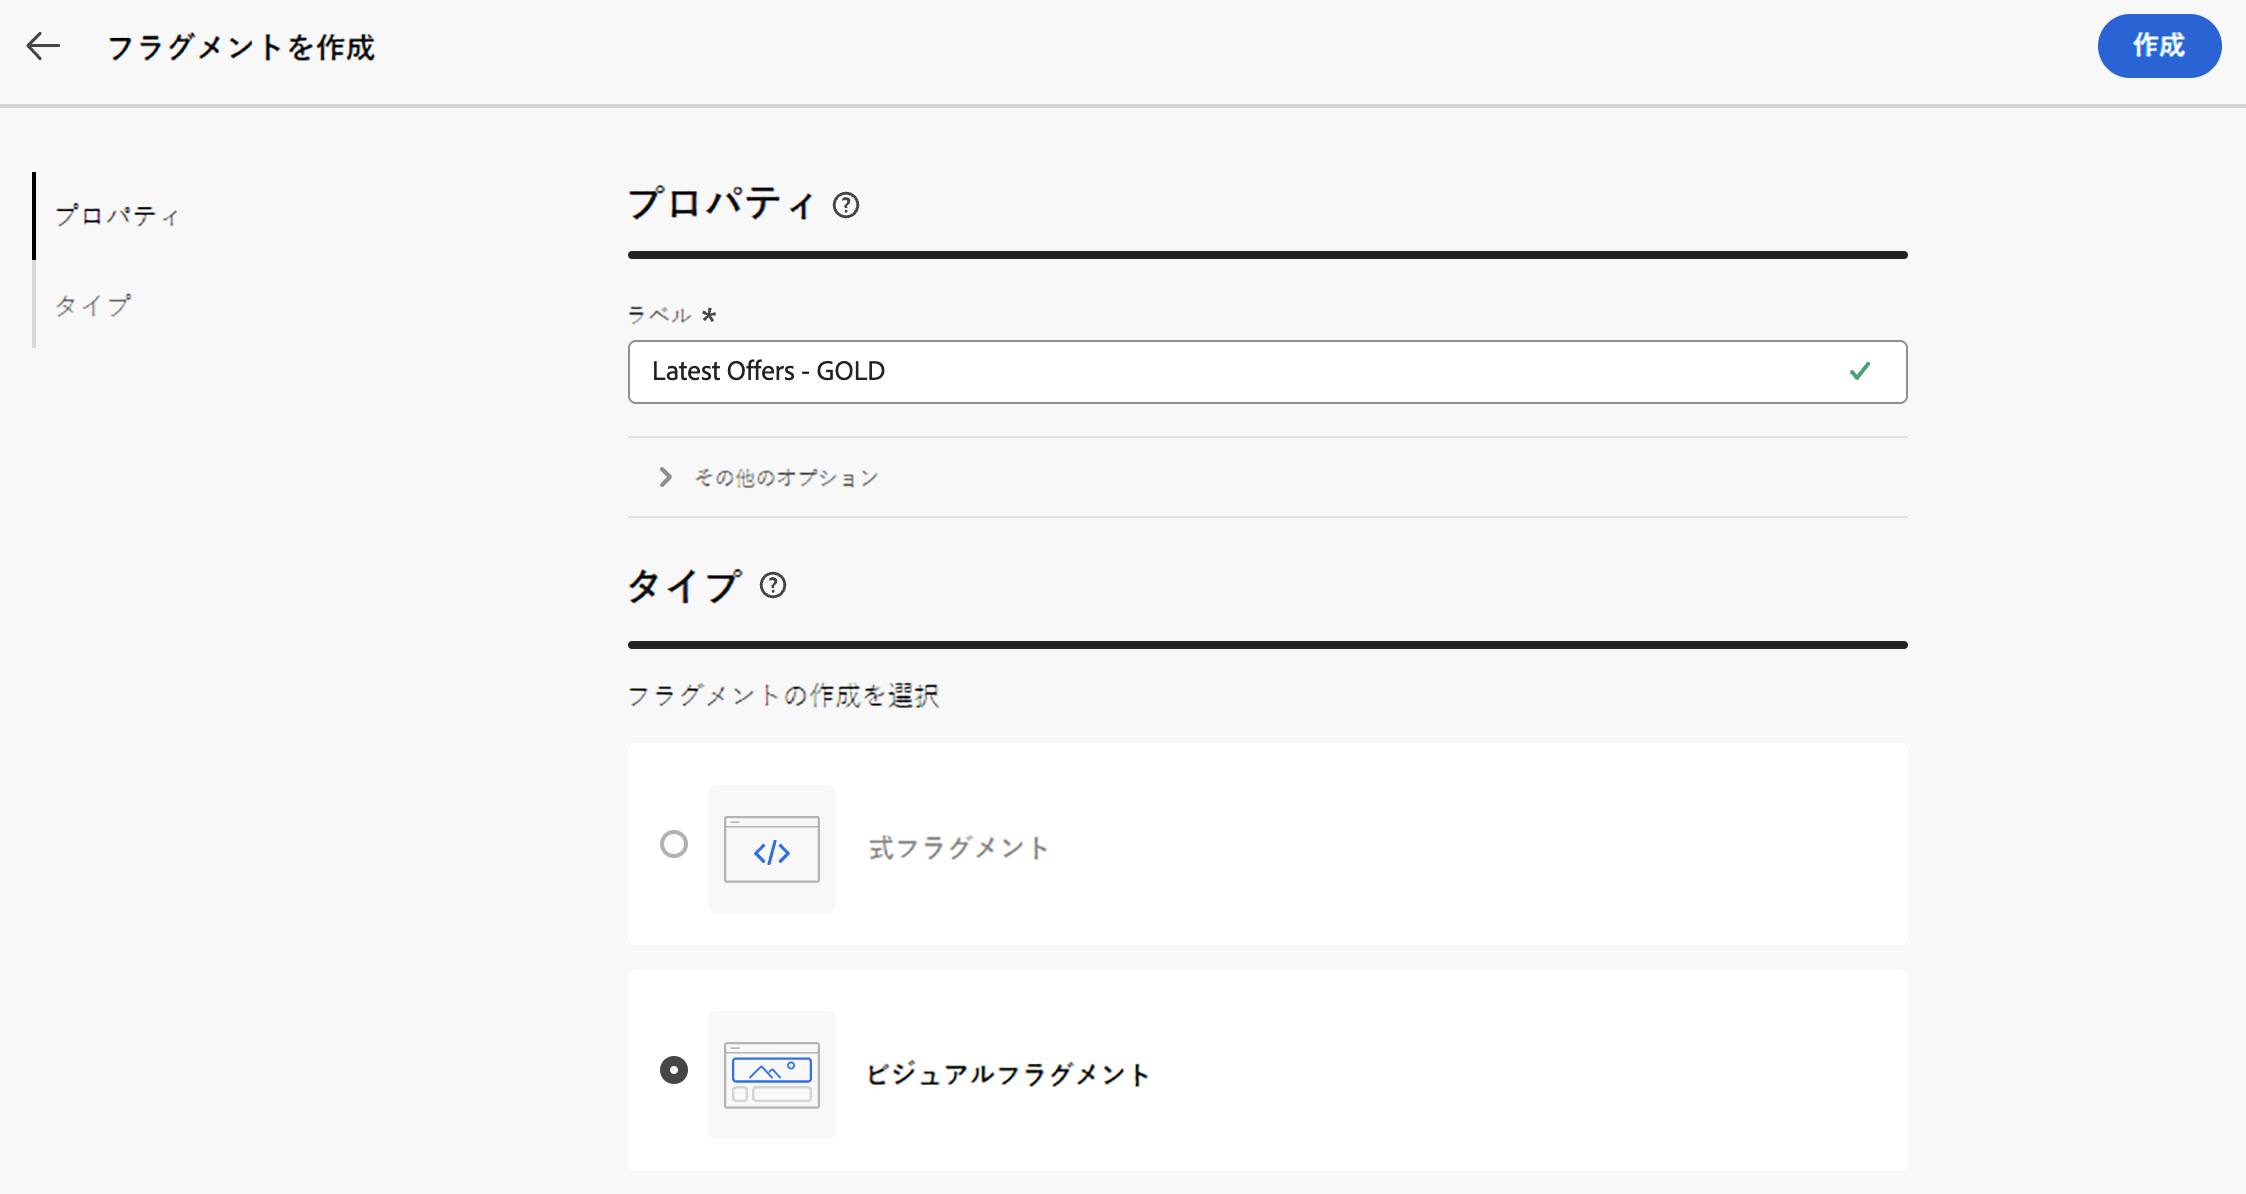 フラグメントを作成
作成
プロパティ
タイプ
プロパティ
ラベル *
Latest Offers - GOLD
その他のオプション
タイプ
フラグメントの作成を選択
式フラグメント
ビジュアルフラグメント